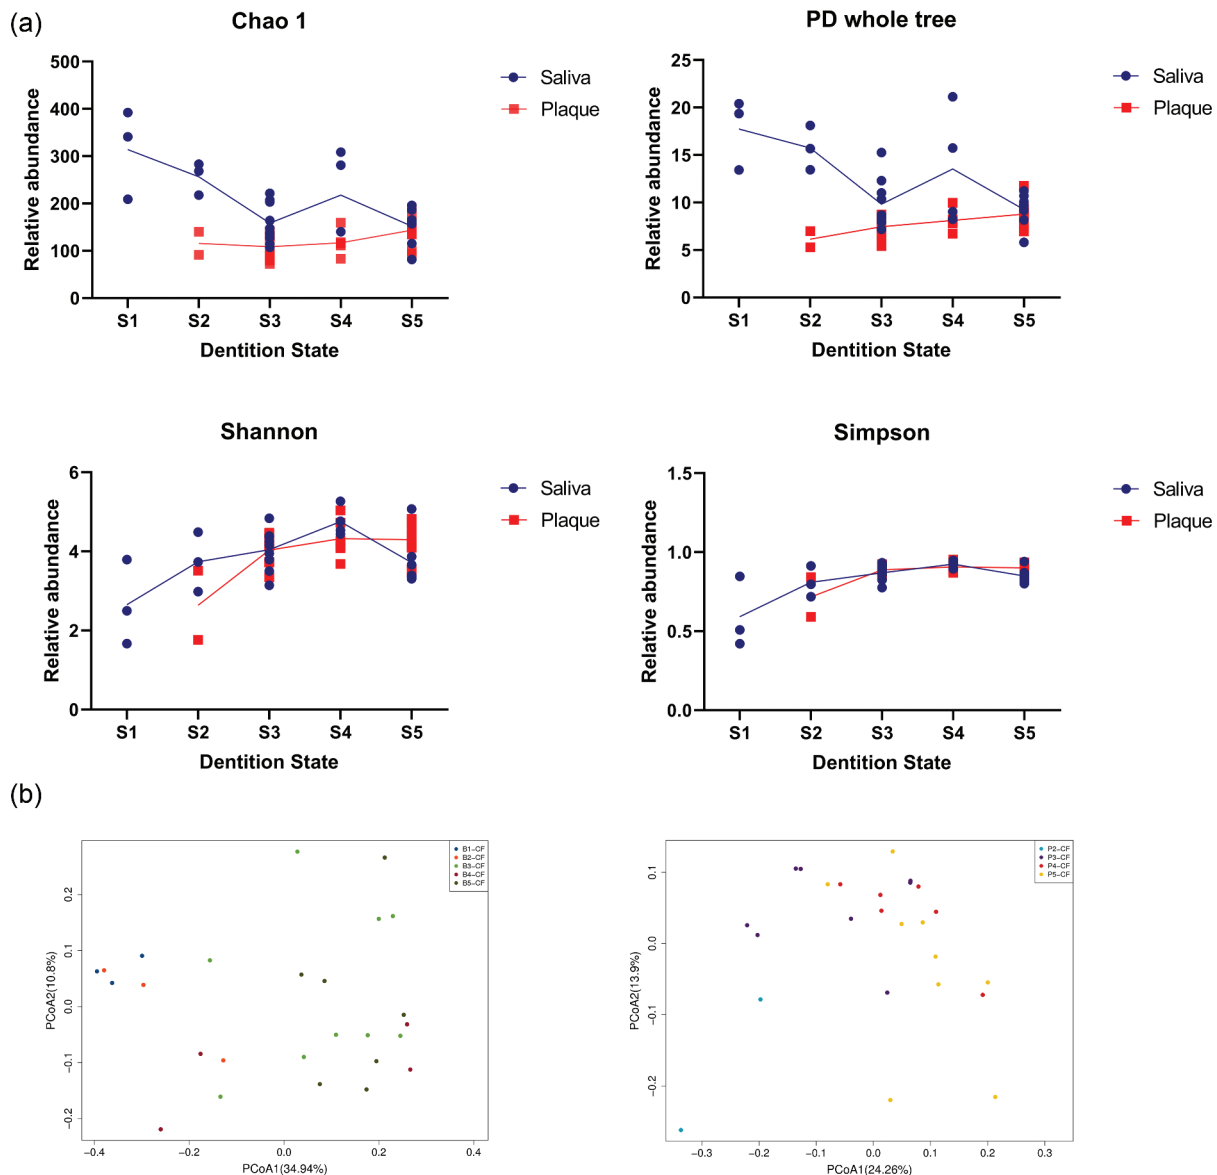 (a)
Chao 1
500
400
300
200
100
0
Relative abundance
S1 S2 S3 S4 S5
Dentition State
Saliva
Plaque
PD whole tree
25
20
15
10
5
0
Relative abundance
S1 S2 S3 S4 S5
Dentition State
Saliva
Plaque
Shannon
6
4
2
0
Relative abundance
S1 S2 S3 S4 S5
Dentition State
Saliva
Plaque
Simpson
1.5
1.0
0.5
0.0
Relative abundance
S1 S2 S3 S4 S5
Dentition State
Saliva
Plaque
(b)
B1−CF
B2−CF
B3−CF
B4−CF
B5−CF
0.2
0.1
0.0
−0.1
−0.2
PCoA2(10.8%)
−0.4 −0.2 0.0 0.2 0.4
PCoA1(34.94%)
P2−CF
P3−CF
P4−CF
P5−CF
0.1
0.0
−0.1
−0.2
PCoA2(13.9%)
−0.3 −0.2 −0.1 0.0 0.1 0.2 0.3
PCoA1(24.26%)